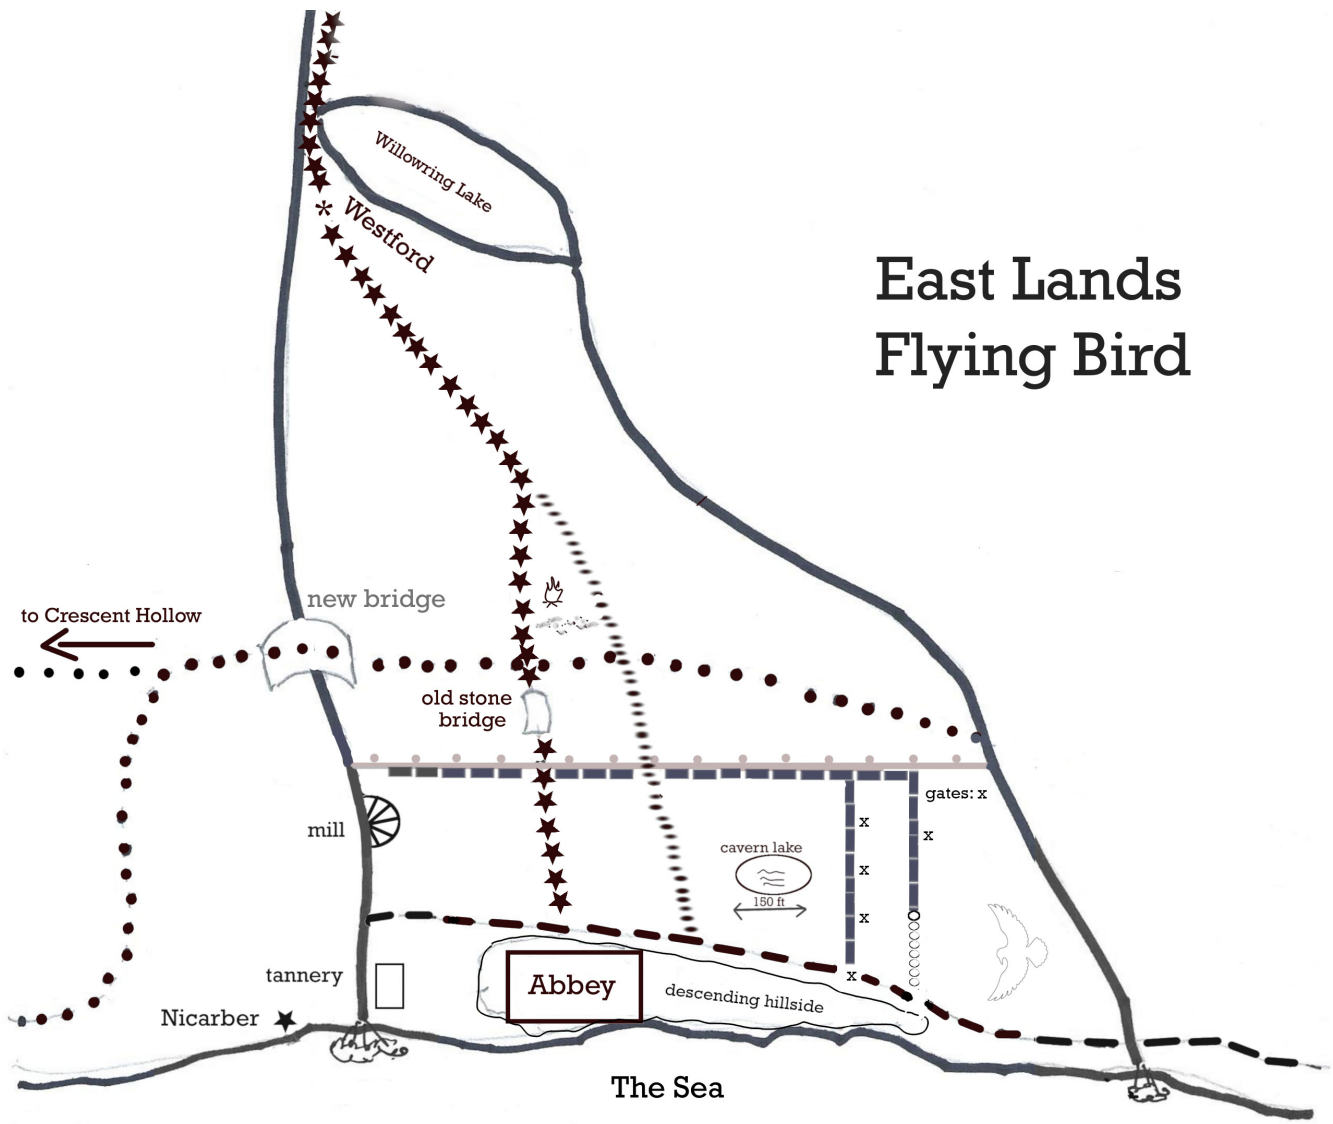 Willowring Lake
Westford
East Lands
Flying Bird
new bridge
to Crescent Hollow
old stone
bridge
gates: x
x
mill
x
cavern lake
x
150 ft
x
x
Abbey
tannery
descending hillside
Nicarber
The Sea